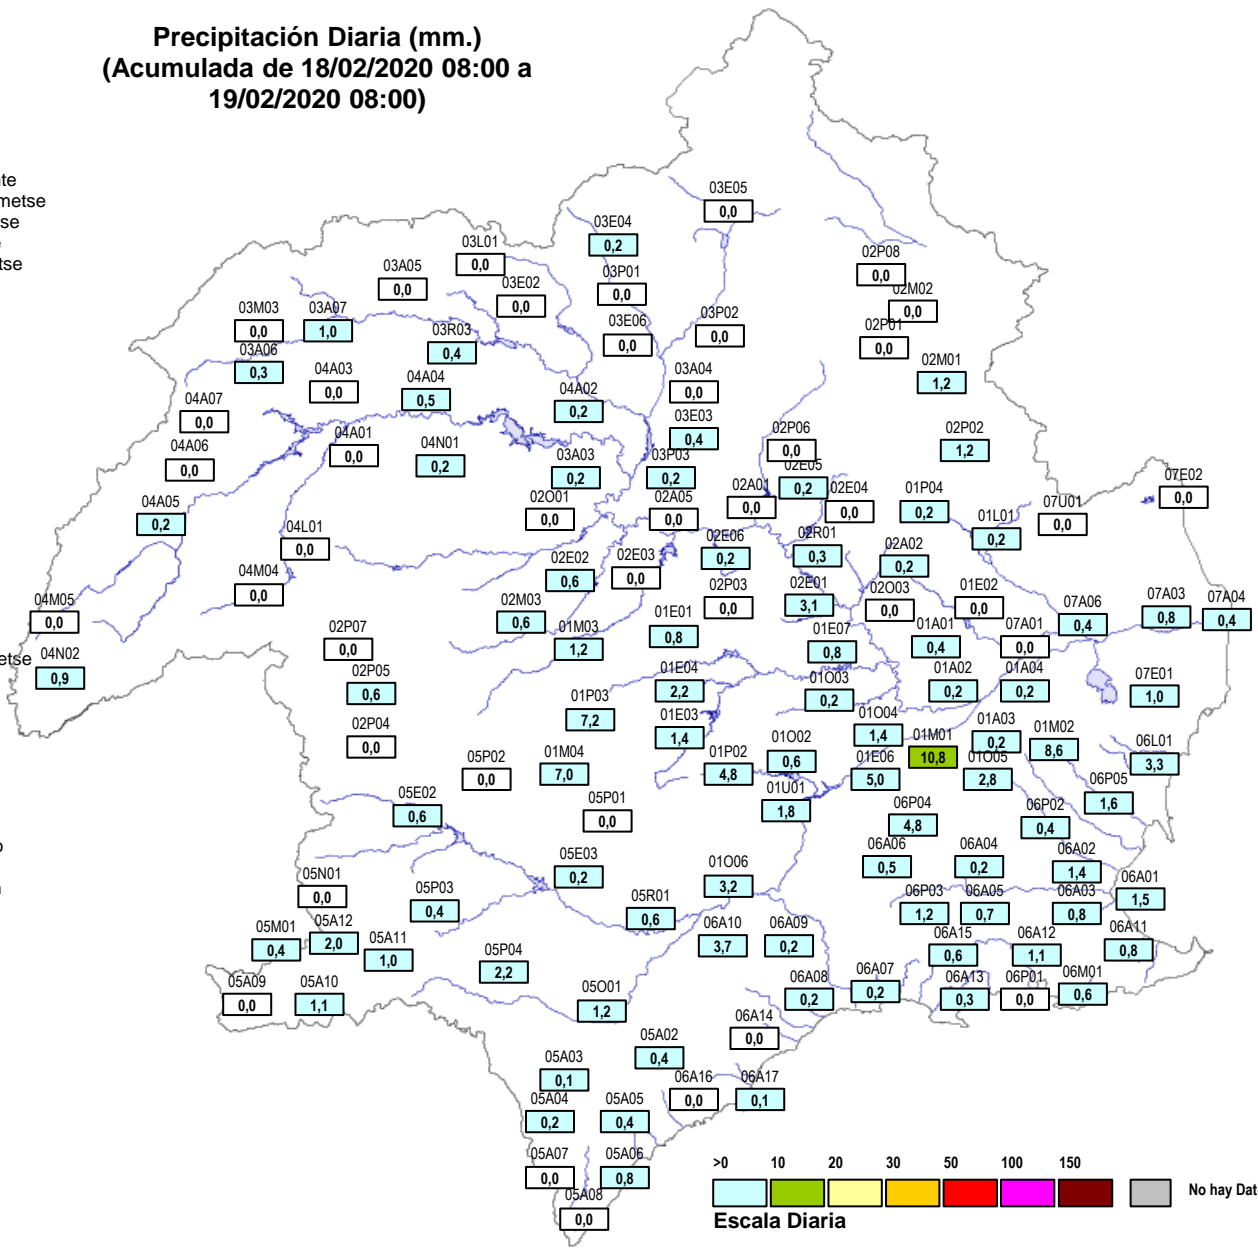 Precipitación Diaria (mm.)
(Acumulada de 18/02/2020 08:00 a
19/02/2020 08:00)
nte
metse
se
tse
03E05
0,0
03E04
0,2
03L01
0,0
02P08
0,0
03A05
0,0
03P01
0,0
03E02
0,0
02M02
0,0
03M03
0,0
03A07
1,0
03P02
0,0
03E06
0,0
03R03
0,4
02P01
0,0
03A06
0,3
02M01
1,2
04A03
0,0
04A04
0,5
03A04
0,0
04A02
0,2
04A07
0,0
03E03
0,4
02P06
0,0
02P02
1,2
04A01
0,0
04N01
0,2
04A06
0,0
03A03
0,2
03P03
0,2
02E05
0,2
07E02
0,0
02A01
0,0
02E04
0,0
01P04
0,2
02O01
0,0
02A05
0,0
04A05
0,2
07U01
0,0
01L01
0,2
04L01
0,0
02E06
0,2
02R01
0,3
02A02
0,2
02E02
0,6
02E03
0,0
04M04
0,0
02P03
0,0
02E01
3,1
02O03
0,0
01E02
0,0
07A03
0,8
07A04
0,4
04M05
0,0
02M03
0,6
07A06
0,4
01E01
0,8
01M03
1,2
02P07
0,0
01E07
0,8
01A01
0,4
07A01
0,0
etse
04N02
0,9
02P05
0,6
01E04
2,2
01O03
0,2
01A02
0,2
01A04
0,2
07E01
1,0
01P03
7,2
01E03
1,4
01O04
1,4
01A03
0,2
01M02
8,6
02P04
0,0
01M01
10,8
06L01
3,3
05P02
0,0
01M04
7,0
01P02
4,8
01O02
0,6
01E06
5,0
01O05
2,8
06P05
1,6
05E02
0,6
05P01
0,0
01U01
1,8
06P04
4,8
06P02
0,4
05E03
0,2
01O06
3,2
06A06
0,5
06A04
0,2
06A02
1,4
05N01
0,0
05P03
0,4
05R01
0,6
06P03
1,2
06A05
0,7
06A03
0,8
06A01
1,5
05M01
0,4
05A12
2,0
05A11
1,0
06A10
3,7
06A09
0,2
06A15
0,6
06A12
1,1
06A11
0,8
05P04
2,2
05A09
0,0
05A10
1,1
05O01
1,2
06A08
0,2
06A07
0,2
06A13
0,3
06P01
0,0
06M01
0,6
06A14
0,0
05A02
0,4
05A03
0,1
06A16
0,0
06A17
0,1
05A04
0,2
05A05
0,4
05A07
0,0
05A06
0,8
05A08
0,0
>0 10 20 30 50 100 150
No hay Dat
Escala Diaria